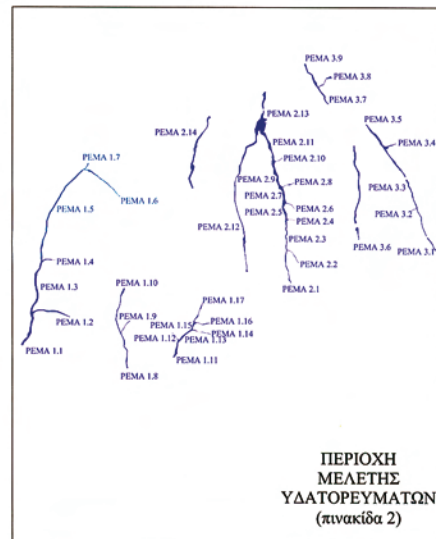 ΡΕΜΑ 3.9
ΡΕΜΑ 3.8
ΡΕΜΑ 3.7
ΡΕΜΑ 2.13
ΡΕΜΑ 3.5
ΡΕΜΑ 2.14
ΡΕΜΑ 2.11
ΡΕΜΑ 3.4
ΡΕΜΑ 1.7
ΡΕΜΑ 2.10
ΡΕΜΑ 2.9
ΡΕΜΑ 2.8
ΡΕΜΑ 3.3
ΡΕΜΑ 1.6
ΡΕΜΑ 2.7
ΡΕΜΑ 1.5
ΡΕΜΑ 2.6
ΡΕΜΑ 2.5
ΡΕΜΑ 3.2
ΡΕΜΑ 2.4
ΡΕΜΑ 2.12
ΡΕΜΑ 2.3
ΡΕΜΑ 3.6
ΡΕΜΑ 3.1
ΡΕΜΑ 1.4
ΡΕΜΑ 2.2
ΡΕΜΑ 1.3
ΡΕΜΑ 1.10
ΡΕΜΑ 2.1
ΡΕΜΑ 1.17
ΡΕΜΑ 1.2
ΡΕΜΑ 1.9
ΡΕΜΑ 1.16
ΡΕΜΑ 1.15
ΡΕΜΑ 1.14
ΡΕΜΑ 1.12
ΡΕΜΑ 1.13
ΡΕΜΑ 1.1
ΡΕΜΑ 1.11
ΡΕΜΑ 1.8
ΠΕΡΙΟΧΗ
ΜΕΛΕΤΗΣ
ΥΔΑΤΟΡΕΥΜΑΤΩΝ
(πινακίδα 2)